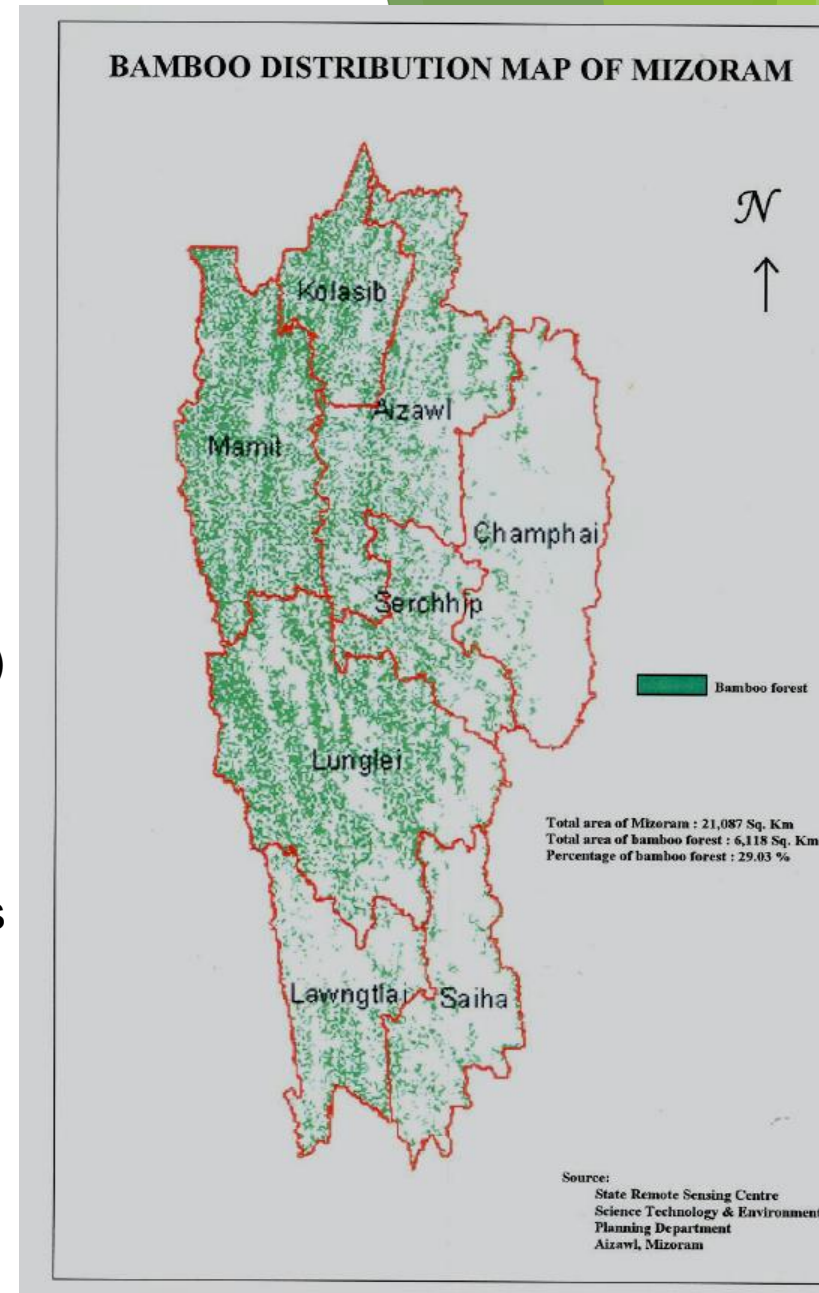 BAMBOO DISTRIBUTION MAP OF MIZORAM
N
Kolasib
Aizawl
Mamit
Champhai
Serchhip
)
Bamboo forest
Lunglei
Total area of Mizoram : 21,087 Sq. Km
Total area of bamboo forest : 6,118 Sq. Km
Percentage of bamboo forest : 29.03 %
s
Lawngtlai
Saiha
Source:
State Remote Sensing Centre
Science Technology & Environment
Planning Department
Aizawl, Mizoram